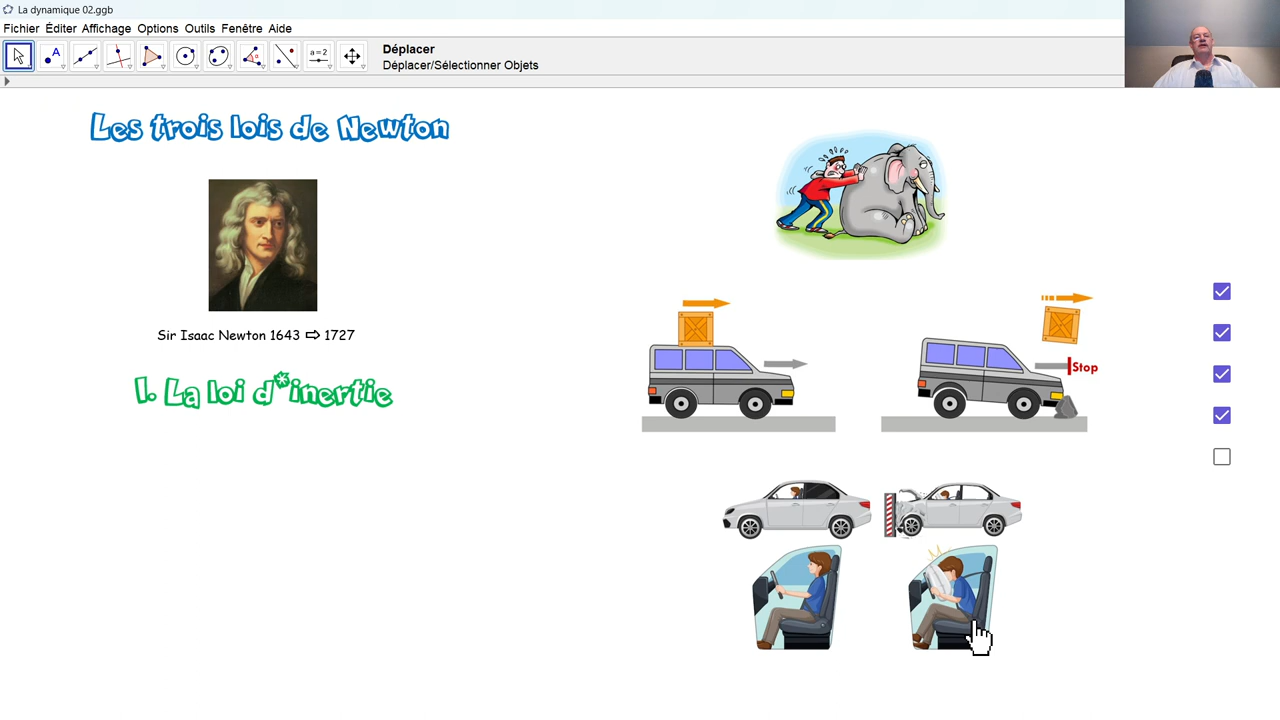 La dynamique 02.ggb
Fichier Éditer Affichage Options Outils Fenêtre Aide
A
a=2
Déplacer
Déplacer/Sélectionner Objets
Les trois lois de Newton
Sir Isaac Newton 1643 ⇨ 1727
1. La loi d*inertie
Stop